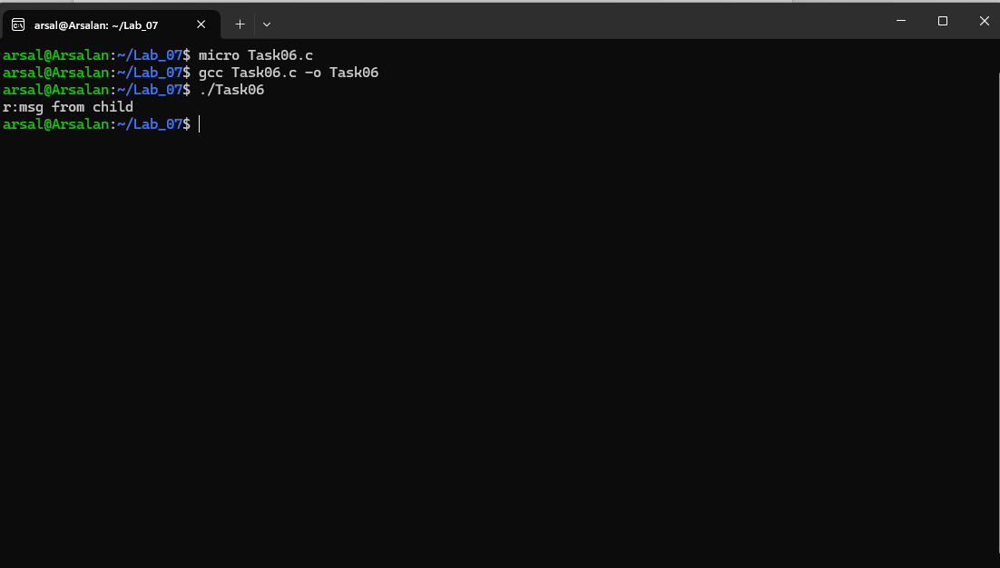 arsal@Arsalan: ~/Lab_07
arsal@Arsalan:~/Lab_07$ micro Task06.c
arsal@Arsalan:~/Lab_07$ gcc Task06.c -o Task06
arsal@Arsalan:~/Lab_07$ ./Task06
r:msg from child
arsal@Arsalan:~/Lab_07$